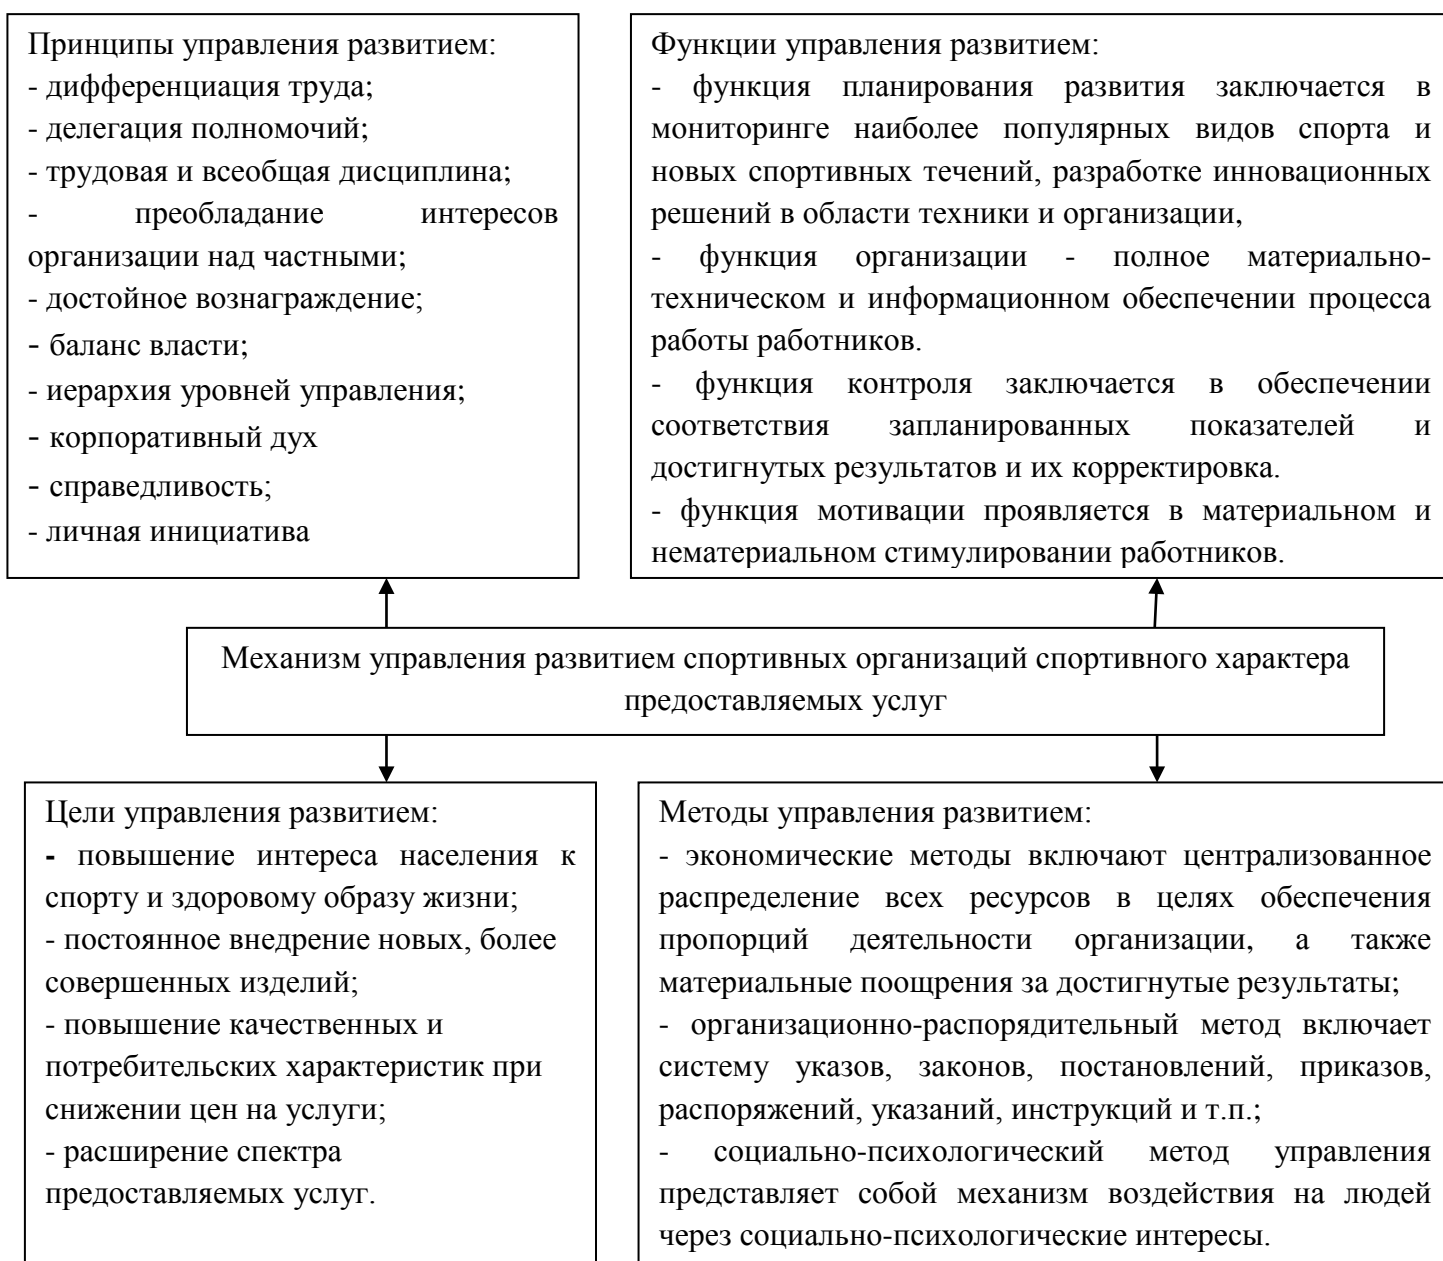 Принципы управления развитием:
- дифференциация труда;
- делегация полномочий;
- трудовая и всеобщая дисциплина;
- преобладание интересов
организации над частными;
- достойное вознаграждение;
- баланс власти;
- иерархия уровней управления;
- корпоративный дух
- справедливость;
- личная инициатива
Функции управления развитием:
- функция планирования развития заключается в
мониторинге наиболее популярных видов спорта и
новых спортивных течений, разработке инновационных
решений в области техники и организации,
- функция организации - полное материально-
техническом и информационном обеспечении процесса
работы работников.
- функция контроля заключается в обеспечении
соответствия запланированных показателей и
достигнутых результатов и их корректировка.
- функция мотивации проявляется в материальном и
нематериальном стимулировании работников.
Механизм управления развитием спортивных организаций спортивного характера
предоставляемых услуг
Цели управления развитием:
- повышение интереса населения к
спорту и здоровому образу жизни;
- постоянное внедрение новых, более
совершенных изделий;
- повышение качественных и
потребительских характеристик при
снижении цен на услуги;
- расширение спектра
предоставляемых услуг.
Методы управления развитием:
- экономические методы включают централизованное
распределение всех ресурсов в целях обеспечения
пропорций деятельности организации, а также
материальные поощрения за достигнутые результаты;
- организационно-распорядительный метод включает
систему указов, законов, постановлений, приказов,
распоряжений, указаний, инструкций и т.п.;
- социально-психологический метод управления
представляет собой механизм воздействия на людей
через социально-психологические интересы.